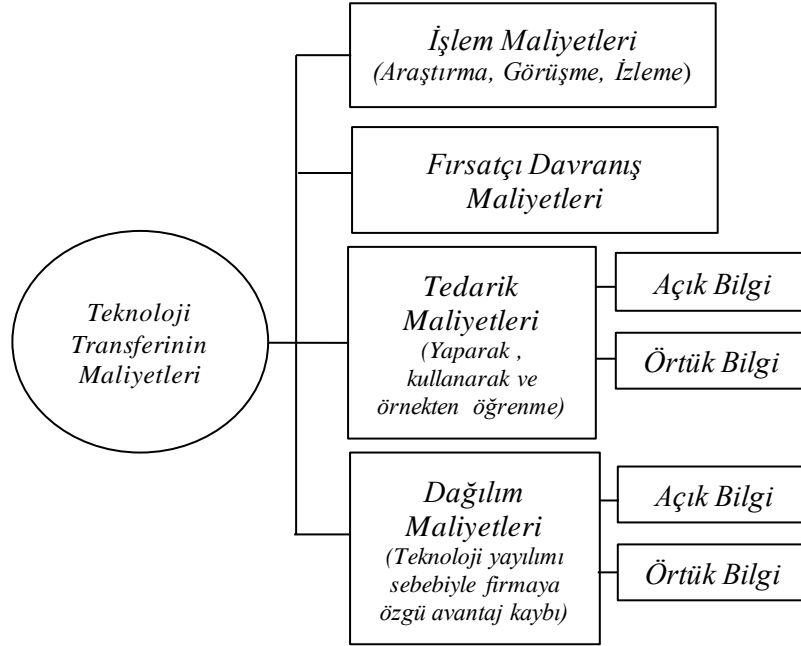 İşlem Maliyetleri
(Araştırma, Görüşme, İzleme)
Fırsatçı Davranış
Maliyetleri
Teknoloji
Transferinin
Maliyetleri
Tedarik
Maliyetleri
(Yaparak ,
kullanarak ve
örnekten öğrenme)
Açık Bilgi
Örtük Bilgi
Dağılım
Maliyetleri
(Teknoloji yayılımı
sebebiyle firmaya
özgü avantaj kaybı)
Açık Bilgi
Örtük Bilgi